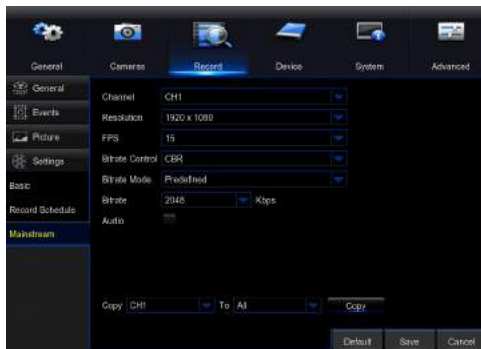 General Cameras Record Device System Advanced
General
Events
Picture
Settings
Basic
Record Schedule
Mainstream
Channel CH1
Resolution 1920 x 1080
FPS 15
Bitrate Control CBR
Bitrate Mode Predefined
Bitrate 2048 Kbps
Audio
Copy CH1 To All Copy
Default Save Cancel